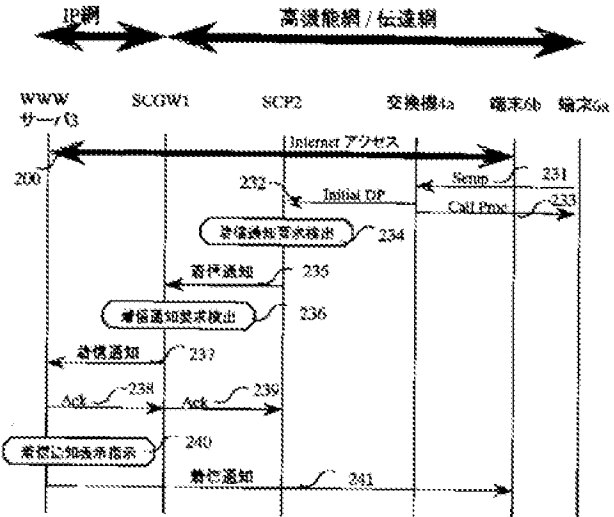 IP網
高機能網 / 伝達網
WWW
サーバ3
SCGW1
SCP2
交換機4a
端末6b
端末6a
Internet アクセス
200
Setup
231
232
Initial DP
Call Proc
233
着信通知要求検出
234
着信通知
235
着信通知要求検出
236
着信通知
237
Ack
238
Ack
239
着信通知表示指示
240
着信通知
241